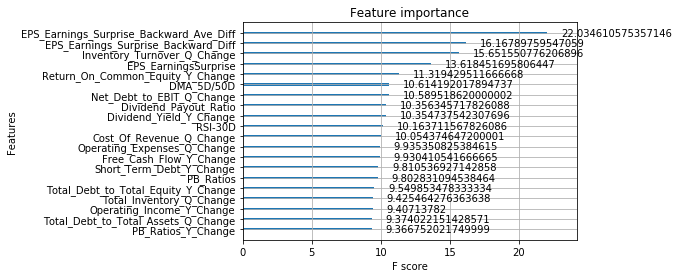 Feature importance
EPS_Earnings_Surprise_Backward_Ave_Diff 22.034610575357146
EPS_Earnings_Surprise_Backward_Diff 16.16789759547059
Inventory_Turnover_Q_Change 15.651550776206896
EPS_EarningsSurprise 13.618451695806447
Return_On_Common_Equity_Y_Change 11.319429511666668
DMA_5D/50D 10.614192017894737
Net_Debt_to_EBIT_Q_Change 10.589518620000002
Dividend_Payout_Ratio 10.356345717826088
Dividend_Yield_Y_Change 10.354737542307696
RSI-30D 10.163711567826086
Cost_Of_Revenue_Q_Change 10.054374647200001
Operating_Expenses_Q_Change 9.935350825384615
Free_Cash_Flow_Y_Change 9.930410541666665
Short_Term_Debt_Y_Change 9.810536927142858
PB_Ratios 9.802831094538464
Total_Debt_to_Total_Equity_Y_Change 9.549853478333334
Total_Inventory_Q_Change 9.425464276363638
Operating_Income_Y_Change 9.40713782
Total_Debt_to_Total_Assets_Q_Change 9.374022151428571
PB_Ratios_Y_Change 9.366752021749999
0 5 10 15 20
F score
Features